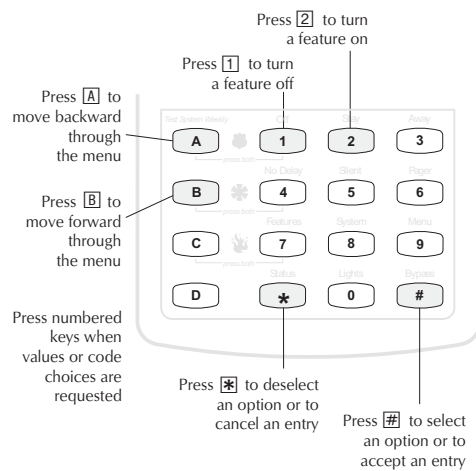 Press 2 to turn
a feature on
Press 1 to turn
a feature off
Press A to
move backward
through
the menu
Test System Weekly
Off
Stay
Away
A
1
2
3
press both
Press B to
move forward
through
the menu
No Delay
Silent
Pager
B
4
5
6
press both
Features
System
Menu
C
7
8
9
press both
Status
Lights
Bypass
D
*
0
#
Press numbered
keys when
values or code
choices are
requested
Press * to deselect
an option or to
cancel an entry
Press # to select
an option or to
accept an entry